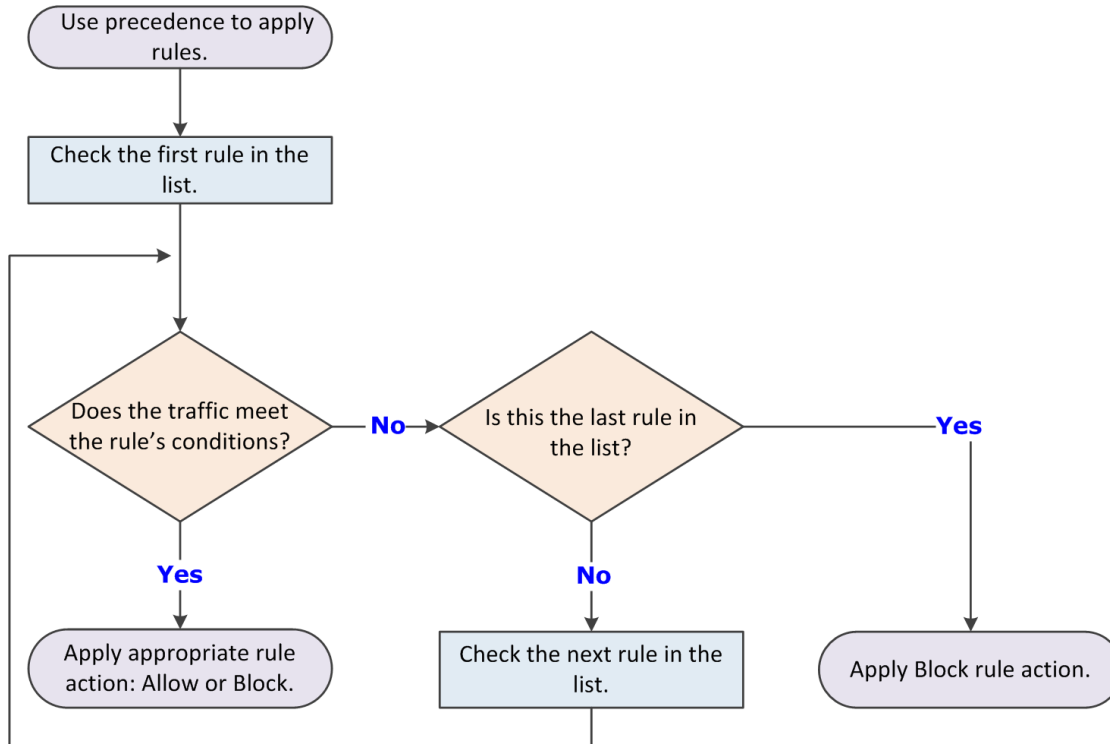 Use precedence to apply
rules.
Check the first rule in the
list.
Does the traffic meet
the rule’s conditions?
No
Is this the last rule in
the list?
Yes
Yes
No
Apply appropriate rule
action: Allow or Block.
Check the next rule in the
list.
Apply Block rule action.